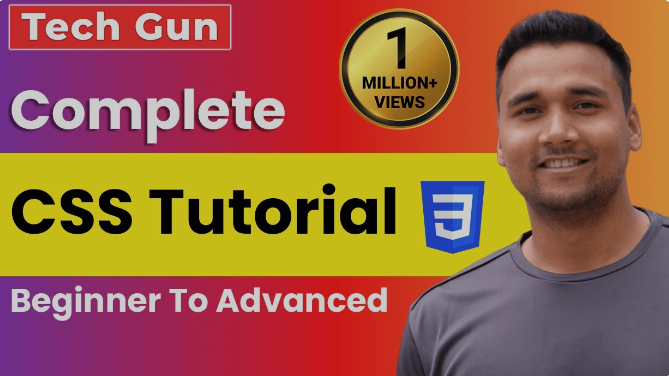 Tech Gun
1
MILLION+
VIEWS
Complete
CSS Tutorial
3
Beginner To Advanced